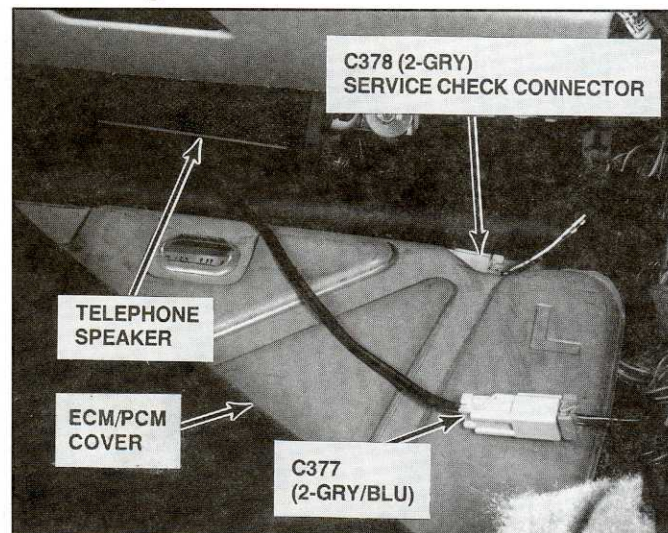 C378 (2-GRY)
SERVICE CHECK CONNECTOR
TELEPHONE
SPEAKER
ECM/PCM
COVER
C377
(2-GRY/BLU)
L